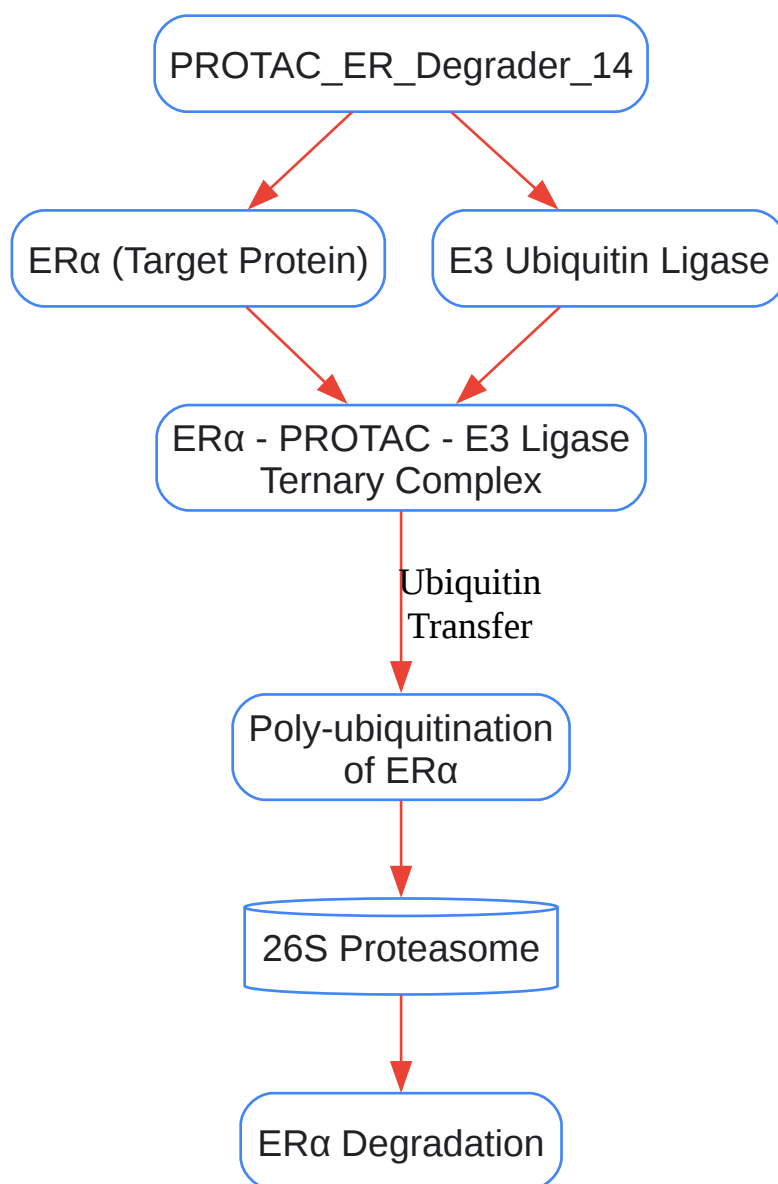 PROTAC_ER_Degrader_14
ERα (Target Protein)
E3 Ubiquitin Ligase
ERα - PROTAC - E3 Ligase
Ternary Complex
Ubiquitin
Transfer
Poly-ubiquitination
of ERα
26S Proteasome
ERα Degradation